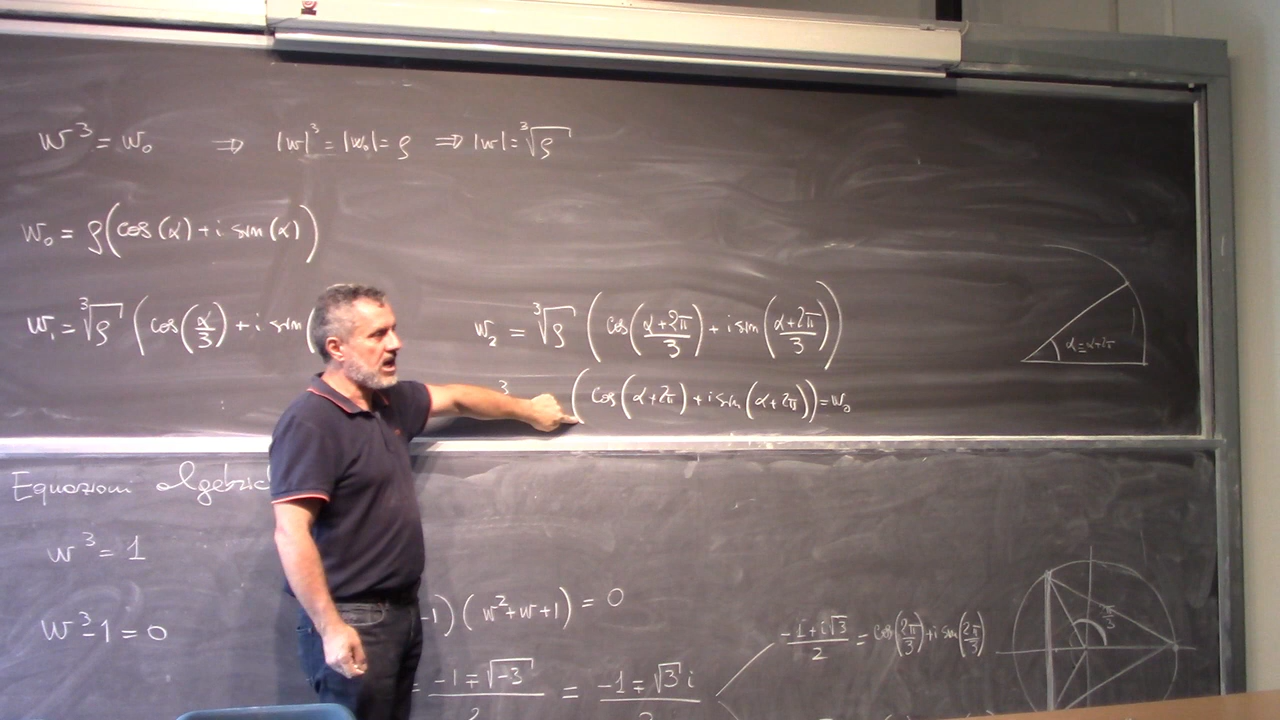 w³ = w₀ ⇒ |w|³ = |w₀| = ρ ⇒ |w| = ∛ρ
w₀ = ρ(cos(α) + i sin(α))
w₁ = ∛ρ (cos(α/3) + i sin( w₂ = ∛ρ (cos((α+2π)/3) + i sin((α+2π)/3))
α = α+2π
3 (cos(α+2π) + i sin(α+2π)) = w₀
Equazioni
w³ = 1
w³-1 = 0 -1)(w²+w+1) = 0
(-1+i√3)/2 = cos(2π/3) + i sin(2π/3)
= (-1∓√-3)/2 = (-1∓√3 i)/2